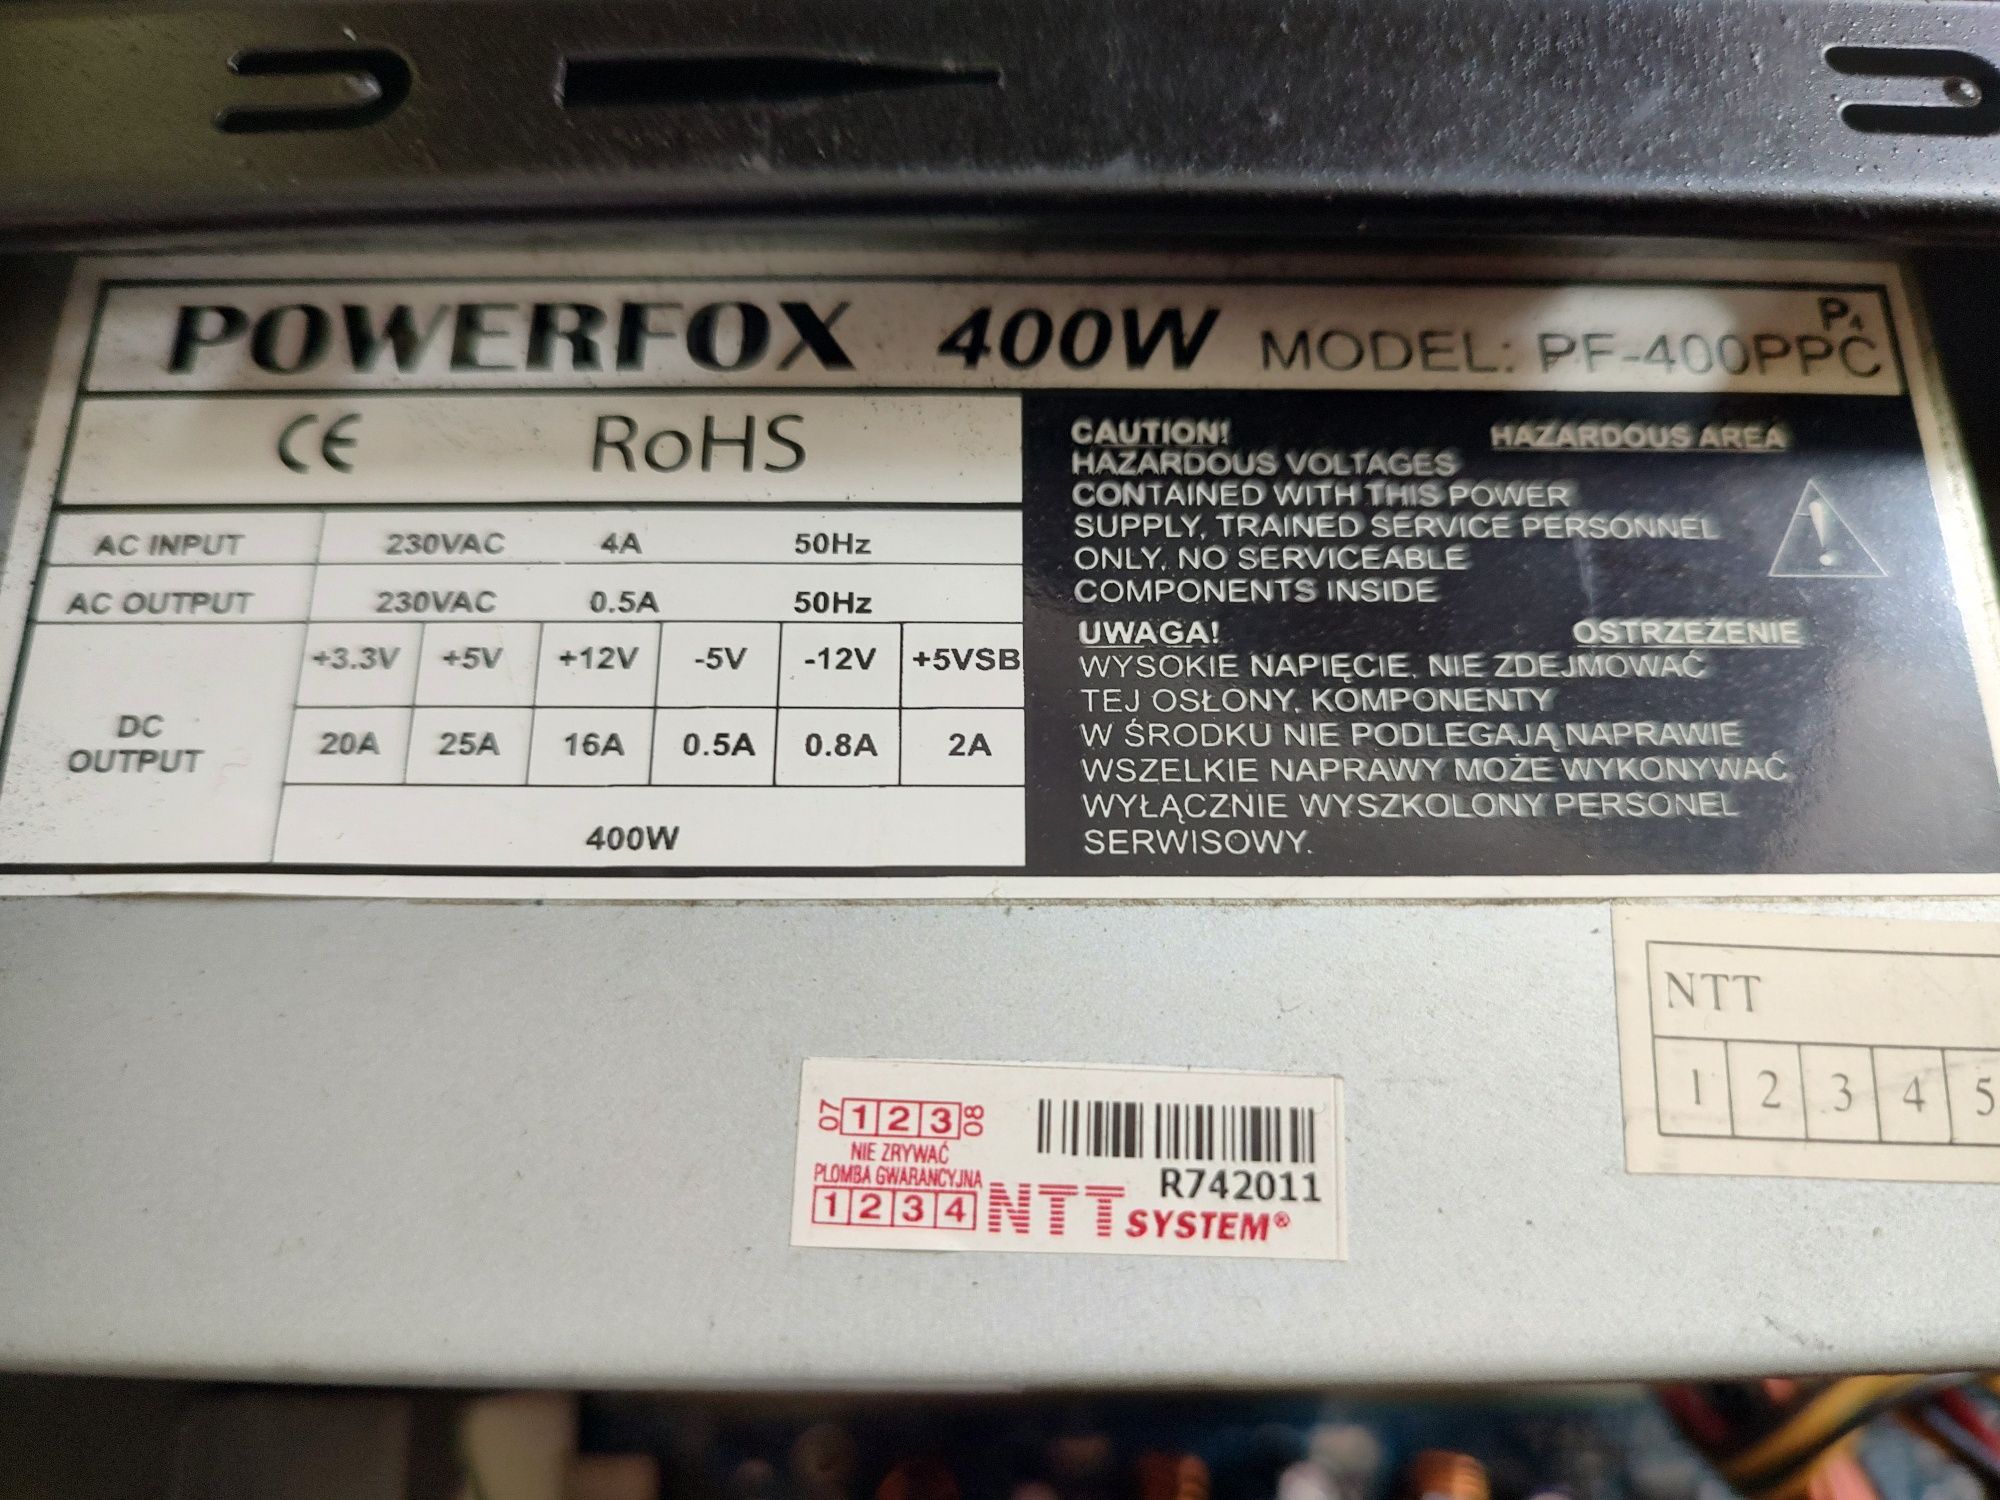 POWERFOX 400W MODEL: PF-400PPC P4
CE RoHS
AC INPUT 230VAC 4A 50Hz
AC OUTPUT 230VAC 0.5A 50Hz
DC OUTPUT
+3.3V +5V +12V -5V -12V +5VSB
20A 25A 16A 0.5A 0.8A 2A
400W
CAUTION! HAZARDOUS AREA
HAZARDOUS VOLTAGES
CONTAINED WITH THIS POWER
SUPPLY, TRAINED SERVICE PERSONNEL
ONLY, NO SERVICEABLE
COMPONENTS INSIDE
!
UWAGA! OSTRZEŻENIE
WYSOKIE NAPIĘCIE, NIE ZDEJMOWAĆ
TEJ OSŁONY, KOMPONENTY
W ŚRODKU NIE PODLEGAJĄ NAPRAWIE
WSZELKIE NAPRAWY MOŻE WYKONYWAĆ
WYŁĄCZNIE WYSZKOLONY PERSONEL
SERWISOWY.
NTT
1 2 3 4 5
07 1 2 3 08
NIE ZRYWAĆ
PLOMBA GWARANCYJNA
1 2 3 4
R742011
NTT SYSTEM®